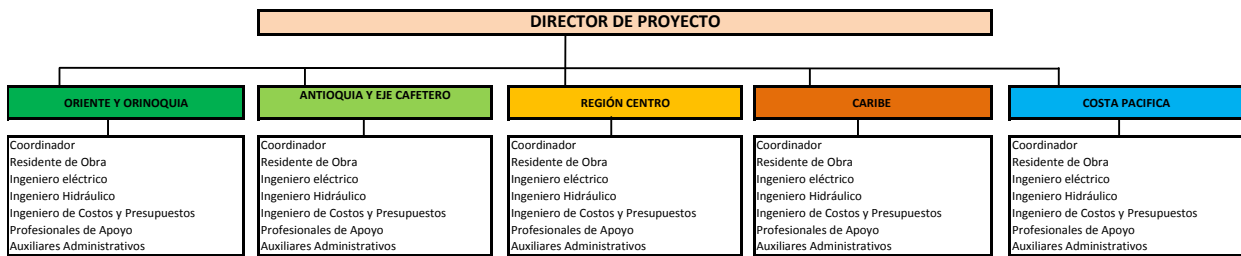 DIRECTOR DE PROYECTO
ORIENTE Y ORINOQUIA
ANTIOQUIA Y EJE CAFETERO
REGIÓN CENTRO
CARIBE
COSTA PACIFICA
Coordinador
Residente de Obra
Ingeniero eléctrico
Ingeniero Hidráulico
Ingeniero de Costos y Presupuestos
Profesionales de Apoyo
Auxiliares Administrativos
Coordinador
Residente de Obra
Ingeniero eléctrico
Ingeniero Hidráulico
Ingeniero de Costos y Presupuestos
Profesionales de Apoyo
Auxiliares Administrativos
Coordinador
Residente de Obra
Ingeniero eléctrico
Ingeniero Hidráulico
Ingeniero de Costos y Presupuestos
Profesionales de Apoyo
Auxiliares Administrativos
Coordinador
Residente de Obra
Ingeniero eléctrico
Ingeniero Hidráulico
Ingeniero de Costos y Presupuestos
Profesionales de Apoyo
Auxiliares Administrativos
Coordinador
Residente de Obra
Ingeniero eléctrico
Ingeniero Hidráulico
Ingeniero de Costos y Presupuestos
Profesionales de Apoyo
Auxiliares Administrativos